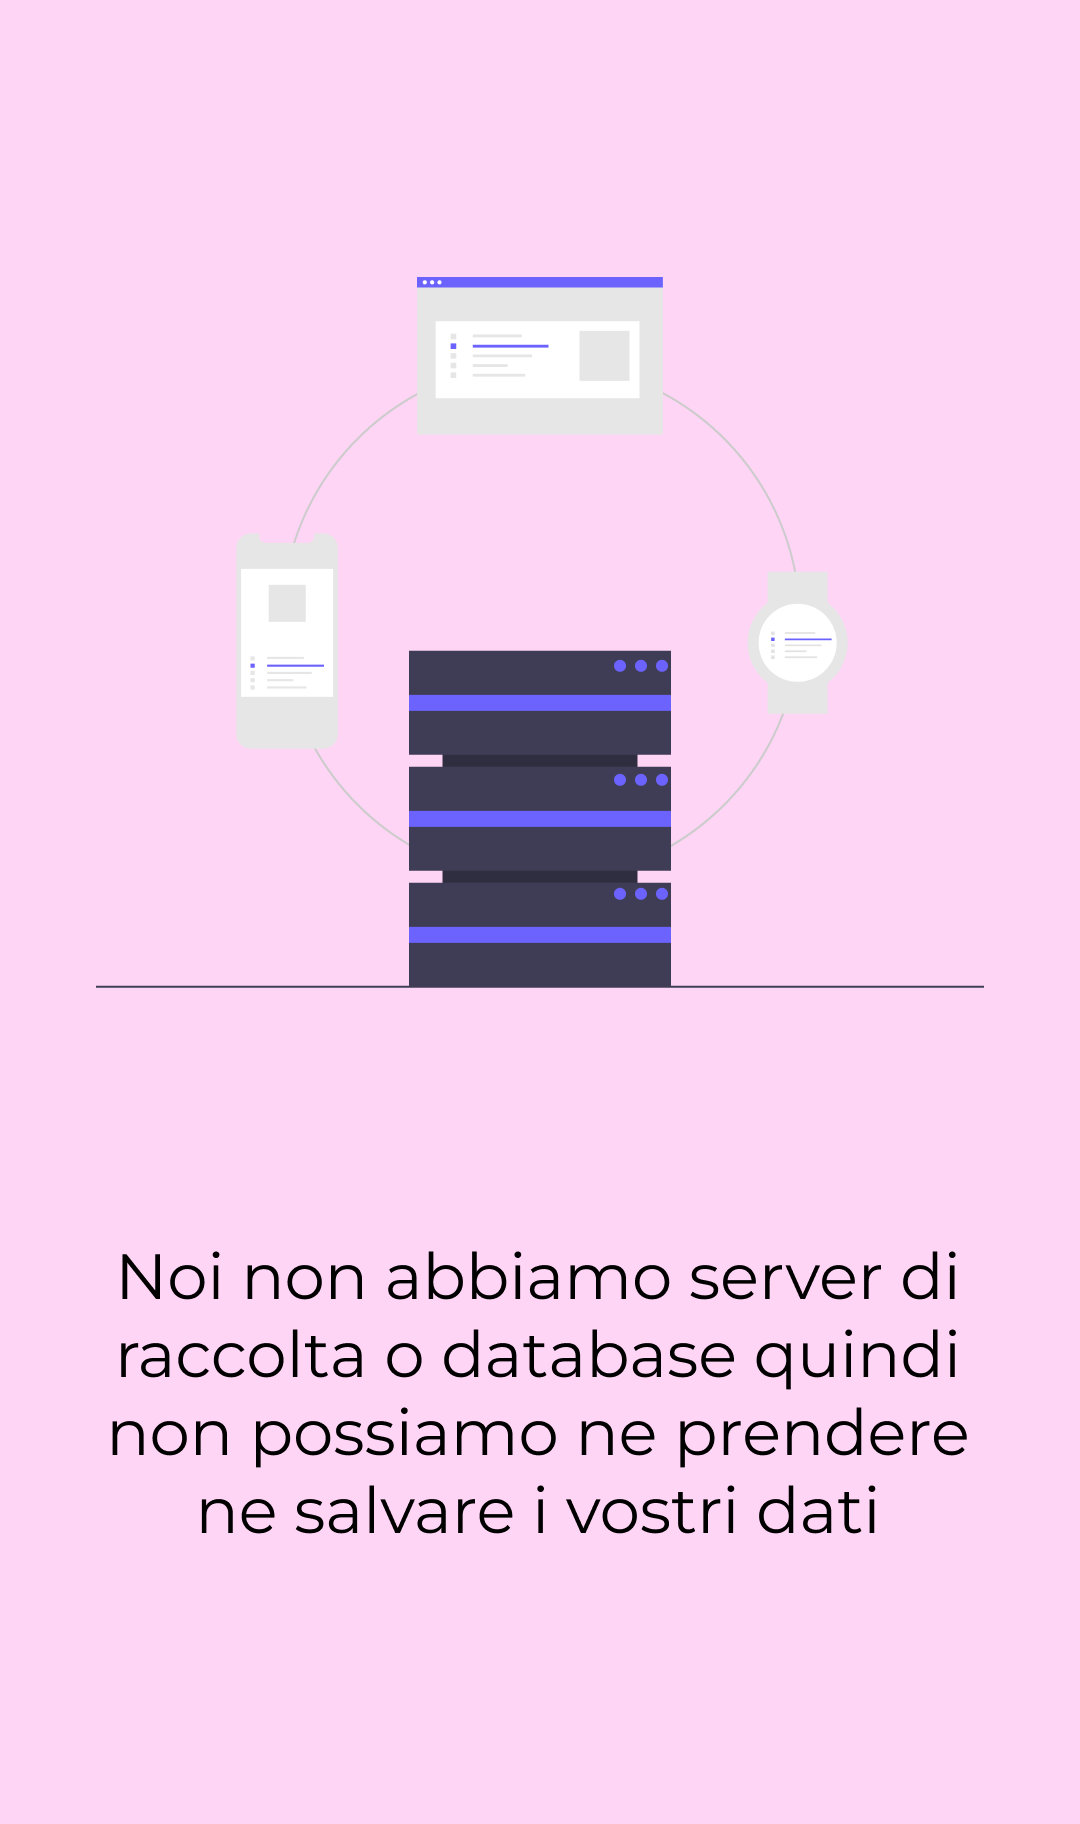 Noi non abbiamo server di
raccolta o database quindi
non possiamo ne prendere
ne salvare i vostri dati